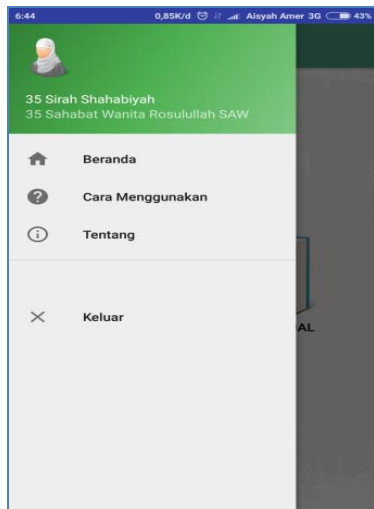 6:44 0,85K/d Aisyah Amer 3G 43%
35 Sirah Shahabiyah
35 Sahabat Wanita Rosulullah SAW
Beranda
Cara Menggunakan
Tentang
Keluar
AL